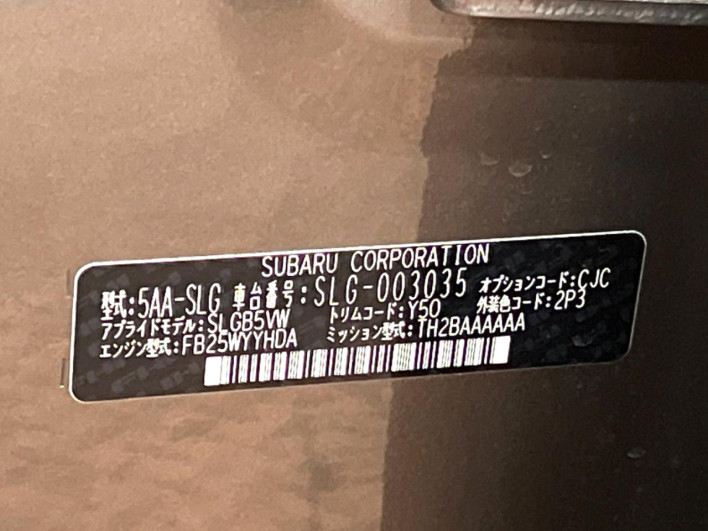 SUBARU CORPORATION
型式:5AA-SLG 車台番号:SLG-003035 オプションコード:CJC
アプライドモデル:SLGB5VW トリムコード:Y50 外装色コード:2P3
エンジン型式:FB25WYYHDA ミッション型式:TH2BAAAAAA